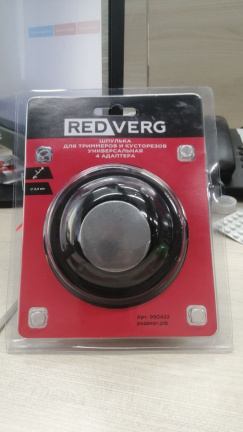 REDVERG
ШПУЛЬКА
ДЛЯ ТРИММЕРОВ И КУСТОРЕЗОВ
УНИВЕРСАЛЬНАЯ
4 АДАПТЕРА